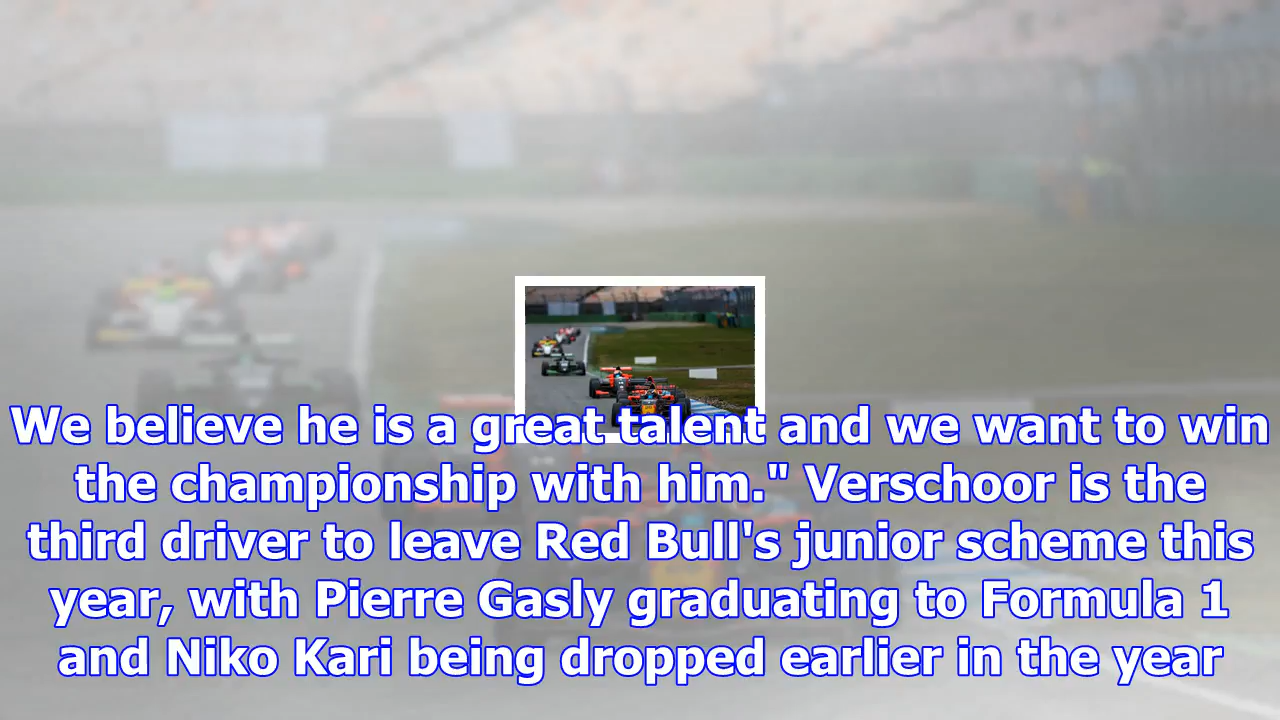 We believe he is a great talent and we want to win
the championship with him." Verschoor is the
third driver to leave Red Bull's junior scheme this
year, with Pierre Gasly graduating to Formula 1
and Niko Kari being dropped earlier in the year